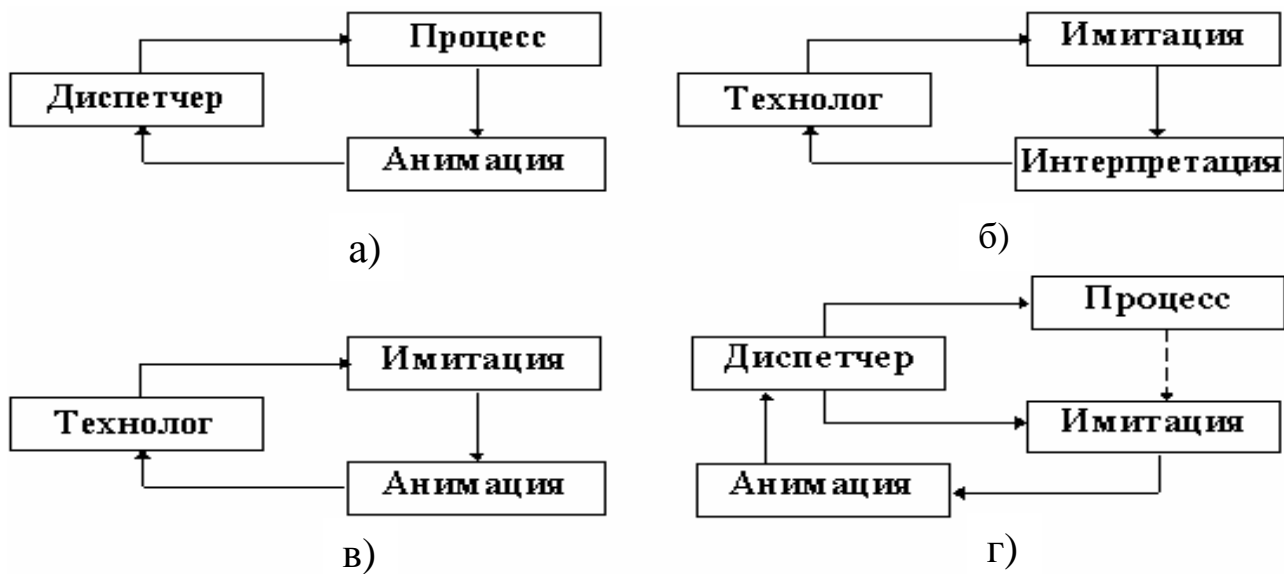 Процесс
Диспетчер
Анимация
а)
Имитация
Технолог
Интерпретация
б)
Имитация
Технолог
Анимация
в)
Процесс
Диспетчер
Имитация
Анимация
г)